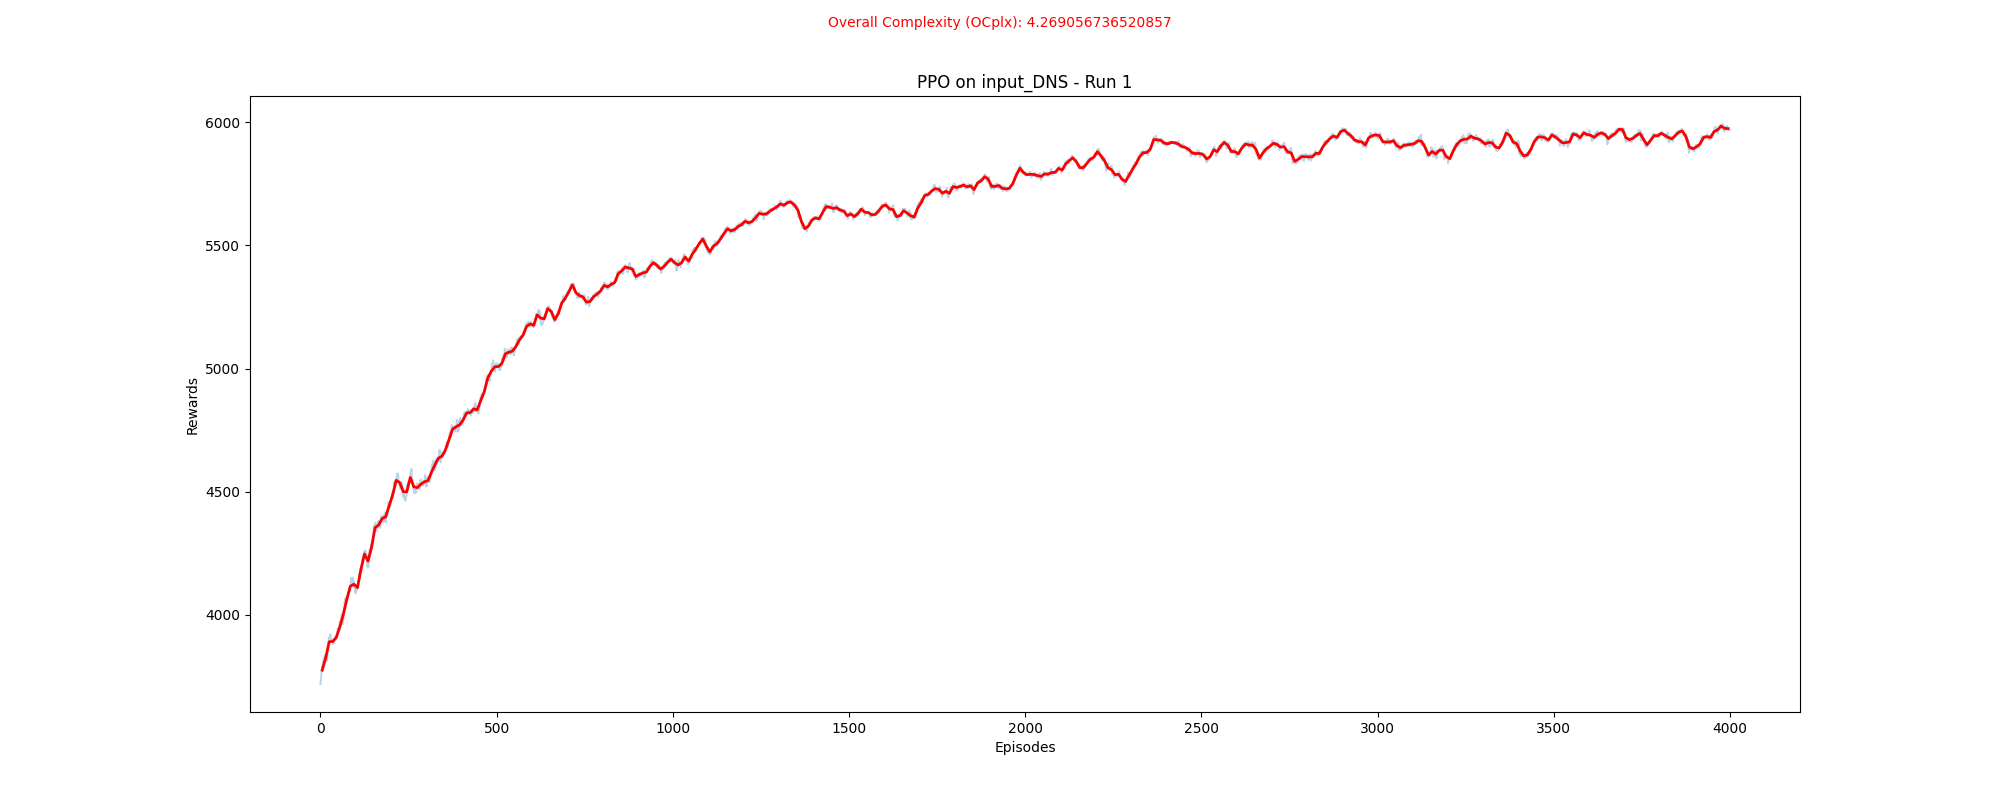 Overall Complexity (OCplx): 4.269056736520857
PPO on input_DNS - Run 1
6000
5500
5000
4500
4000
Rewards
0 500 1000 1500 2000 2500 3000 3500 4000
Episodes